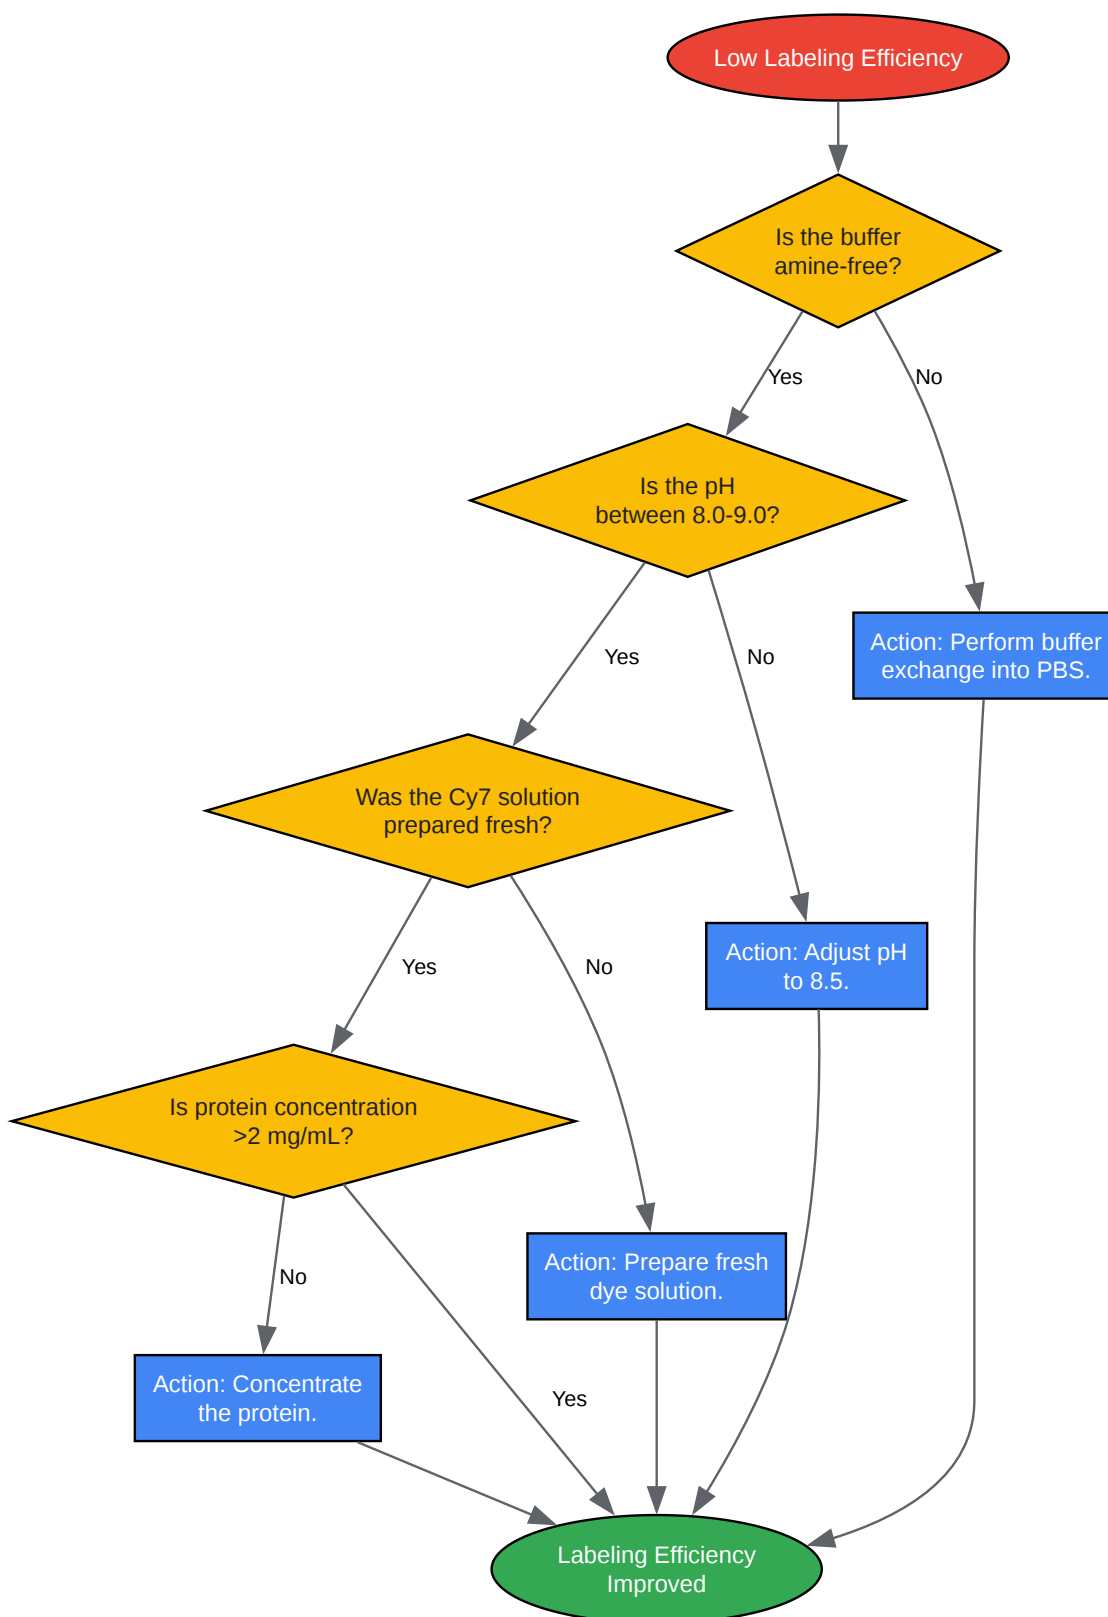 Low Labeling Efficiency
Is the buffer
amine-free?
Yes
No
Is the pH
between 8.0-9.0?
Yes
No
Action: Perform buffer
exchange into PBS.
Was the Cy7 solution
prepared fresh?
Yes
No
Action: Adjust pH
to 8.5.
Is protein concentration
>2 mg/mL?
No
Yes
Action: Prepare fresh
dye solution.
Action: Concentrate
the protein.
Labeling Efficiency
Improved